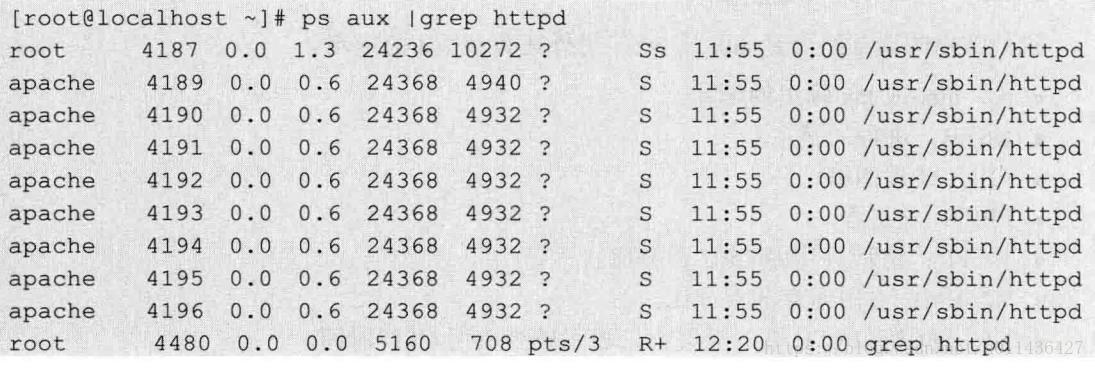 [root@localhost ~]# ps aux |grep httpd
root 4187 0.0 1.3 24236 10272 ? Ss 11:55 0:00 /usr/sbin/httpd
apache 4189 0.0 0.6 24368 4940 ? S 11:55 0:00 /usr/sbin/httpd
apache 4190 0.0 0.6 24368 4932 ? S 11:55 0:00 /usr/sbin/httpd
apache 4191 0.0 0.6 24368 4932 ? S 11:55 0:00 /usr/sbin/httpd
apache 4192 0.0 0.6 24368 4932 ? S 11:55 0:00 /usr/sbin/httpd
apache 4193 0.0 0.6 24368 4932 ? S 11:55 0:00 /usr/sbin/httpd
apache 4194 0.0 0.6 24368 4932 ? S 11:55 0:00 /usr/sbin/httpd
apache 4195 0.0 0.6 24368 4932 ? S 11:55 0:00 /usr/sbin/httpd
apache 4196 0.0 0.6 24368 4932 ? S 11:55 0:00 /usr/sbin/httpd
root 4480 0.0 0.0 5160 708 pts/3 R+ 12:20 0:00 grep httpd